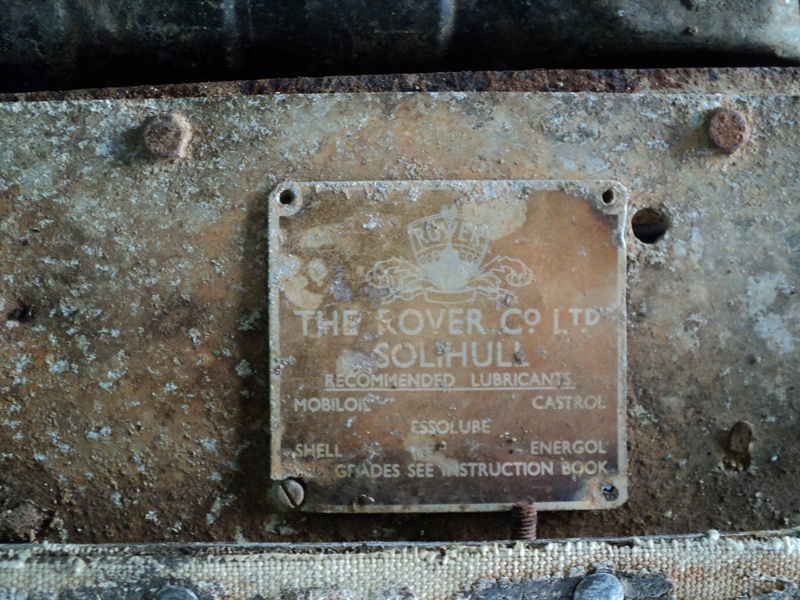 ROVER
THE ROVER Co LTD
SOLIHULL
RECOMMENDED LUBRICANTS
MOBILOIL CASTROL
ESSOLUBE
SHELL ENERGOL
GRADES SEE INSTRUCTION BOOK